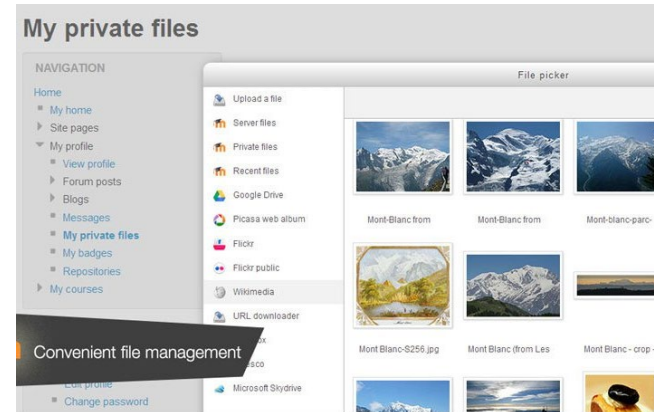 My private files
NAVIGATION
Home
My home
Site pages
My profile
View profile
Forum posts
Blogs
Messages
My private files
My badges
Repositories
My courses
Edit profile
Change password
Convenient file management
File picker
Upload a file
Server files
Private files
Recent files
Google Drive
Picasa web album
Flickr
Flickr public
Wikimedia
URL downloader
Microsoft Skydrive
Mont-Blanc from
Mont-Blanc from
Mont-blanc-parc-
Mont Blanc-S256.jpg
Mont Blanc (from Les
Mont Blanc - crop -